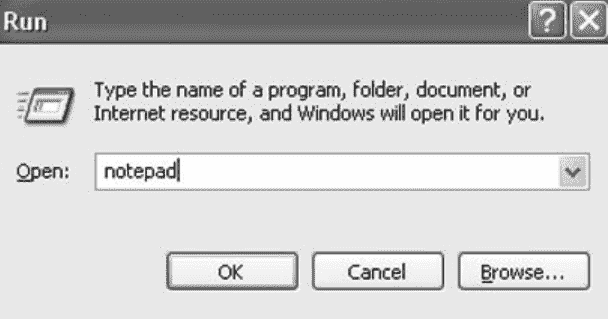 Run
Type the name of a program, folder, document, or
Internet resource, and Windows will open it for you.
Open: notepad
OK Cancel Browse...